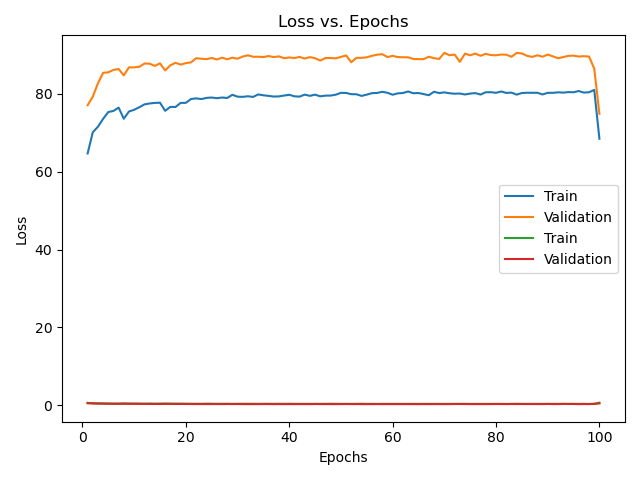 Loss vs. Epochs
Loss
80
60
40
20
0
Train
Validation
Train
Validation
0 20 40 60 80 100
Epochs